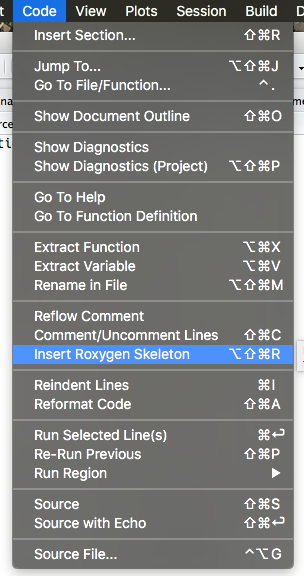 t Code View Plots Session Build D
Insert Section... ⇧⌘R
Jump To... ⌥⇧⌘J
Go To File/Function... ^ .
Show Document Outline ⇧⌘O
Show Diagnostics
Show Diagnostics (Project) ⌥⇧⌘P
Go To Help
Go To Function Definition
Extract Function ⌥⌘X
Extract Variable ⌥⌘V
Rename in File ⌥⇧⌘M
Reflow Comment
Comment/Uncomment Lines ⇧⌘C
Insert Roxygen Skeleton ⌥⇧⌘R
Reindent Lines ⌘I
Reformat Code ⇧⌘A
Run Selected Line(s) ⌘⏎
Re-Run Previous ⇧⌘P
Run Region
Source ⇧⌘S
Source with Echo ⇧⌘⏎
Source File... ^⌥G